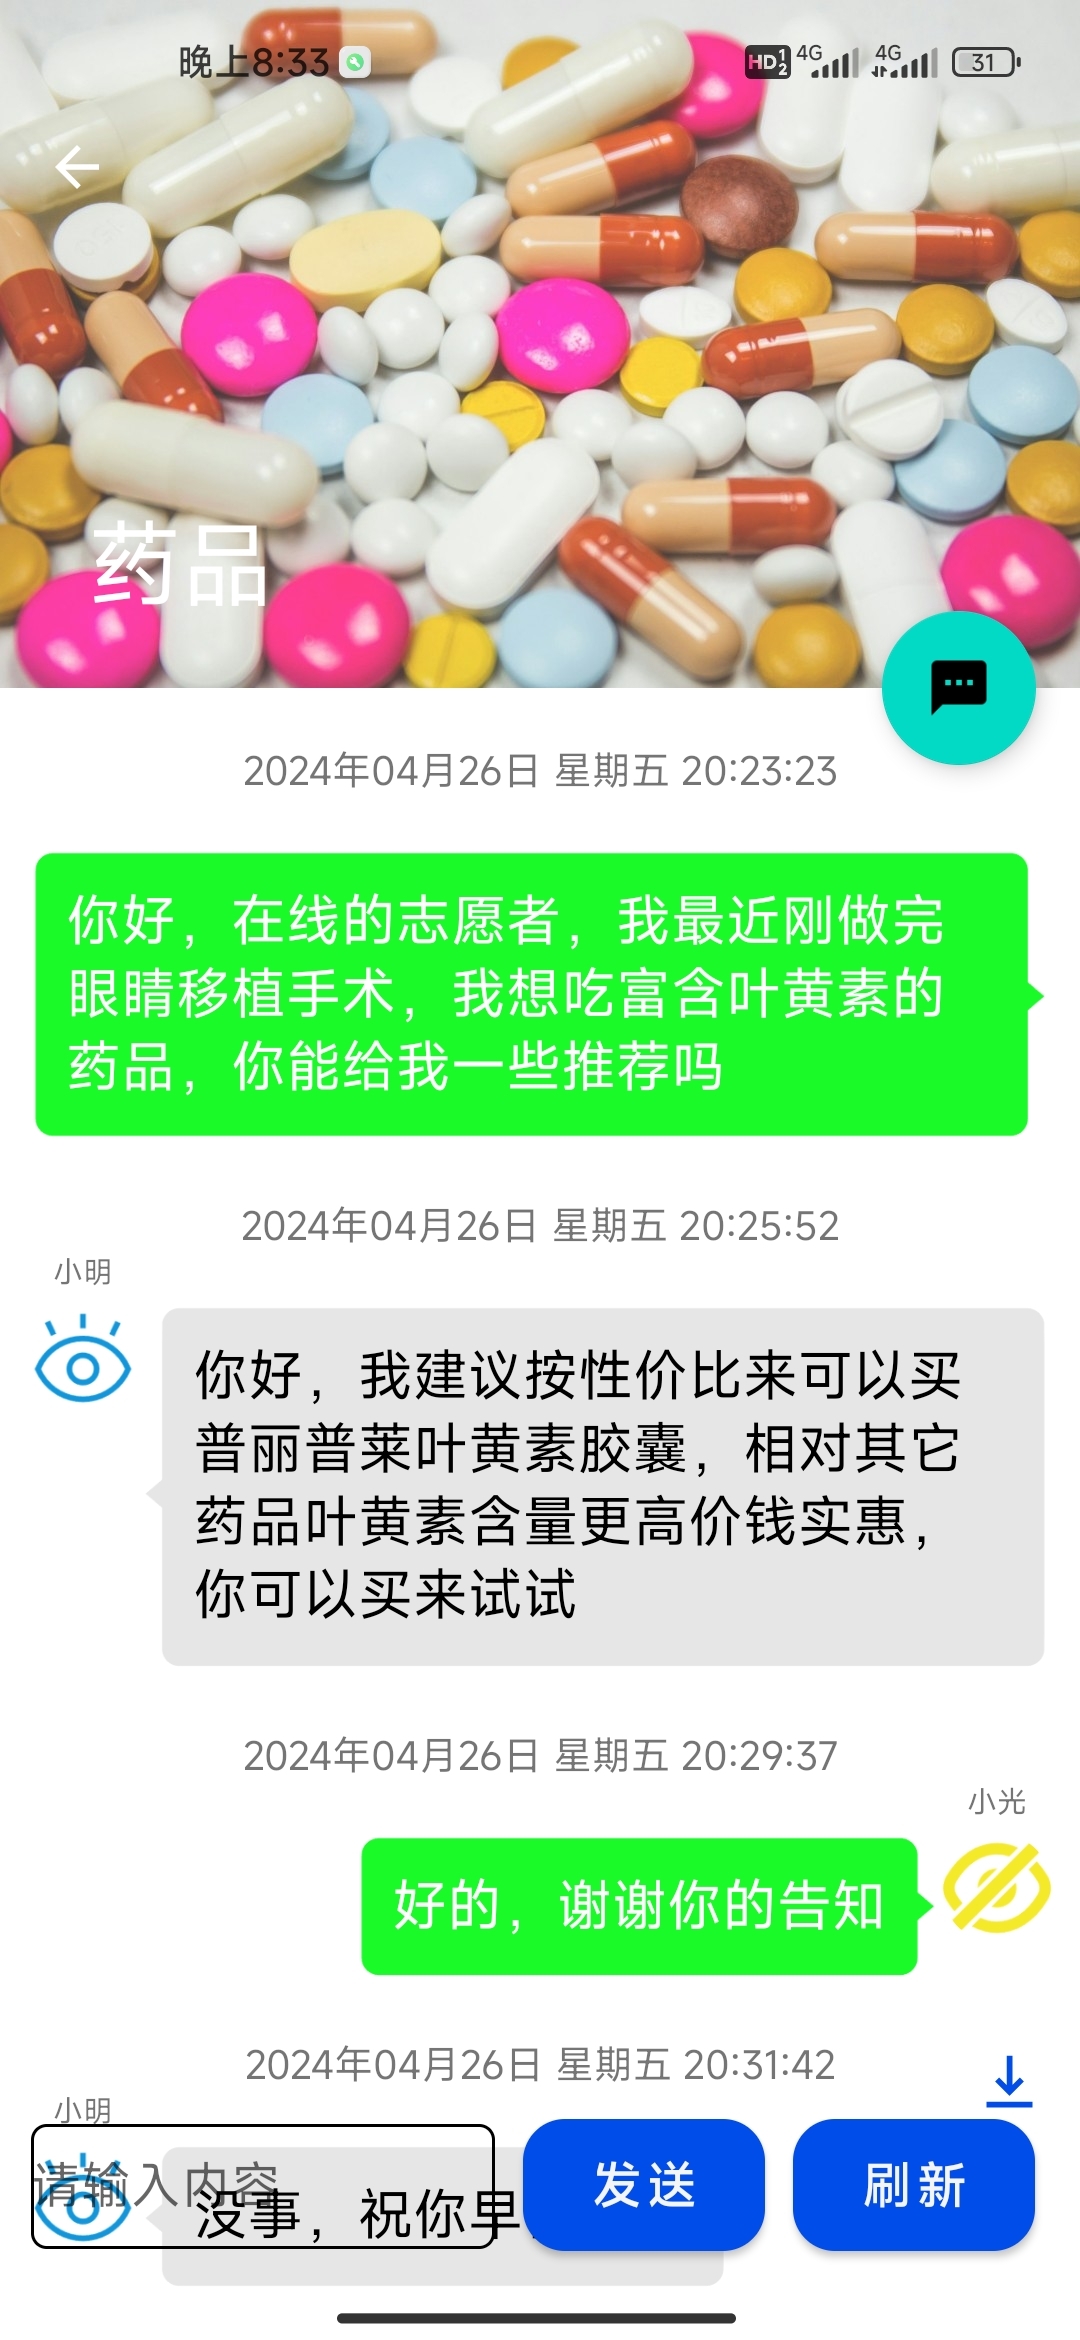 晚上8:33
HD 1 2 4G 4G 31
药品
2024年04月26日 星期五 20:23:23
你好，在线的志愿者，我最近刚做完
眼睛移植手术，我想吃富含叶黄素的
药品，你能给我一些推荐吗
2024年04月26日 星期五 20:25:52
小明
你好，我建议按性价比来可以买
普丽普莱叶黄素胶囊，相对其它
药品叶黄素含量更高价钱实惠，
你可以买来试试
2024年04月26日 星期五 20:29:37
小光
好的，谢谢你的告知
2024年04月26日 星期五 20:31:42
小明
请输入内容
没事，祝你早
发送
刷新